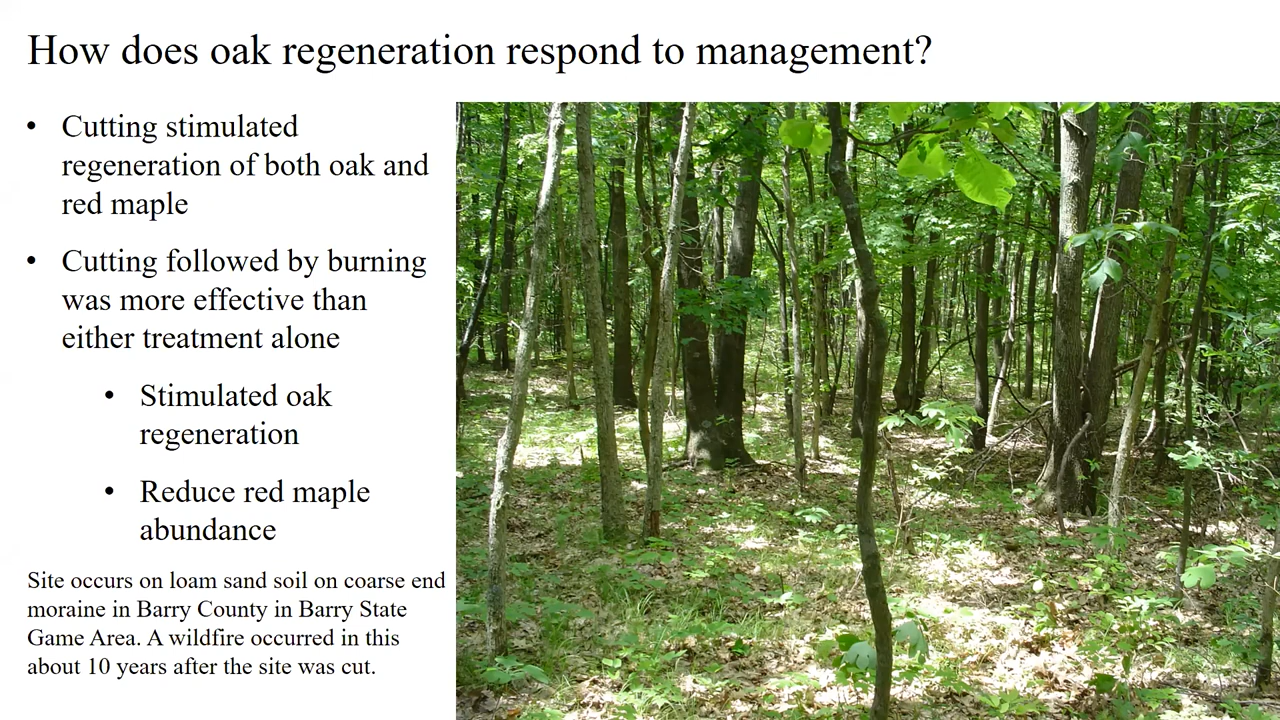 How does oak regeneration respond to management?
• Cutting stimulated
regeneration of both oak and
red maple
• Cutting followed by burning
was more effective than
either treatment alone
• Stimulated oak
regeneration
• Reduce red maple
abundance
Site occurs on loam sand soil on coarse end
moraine in Barry County in Barry State
Game Area. A wildfire occurred in this
about 10 years after the site was cut.